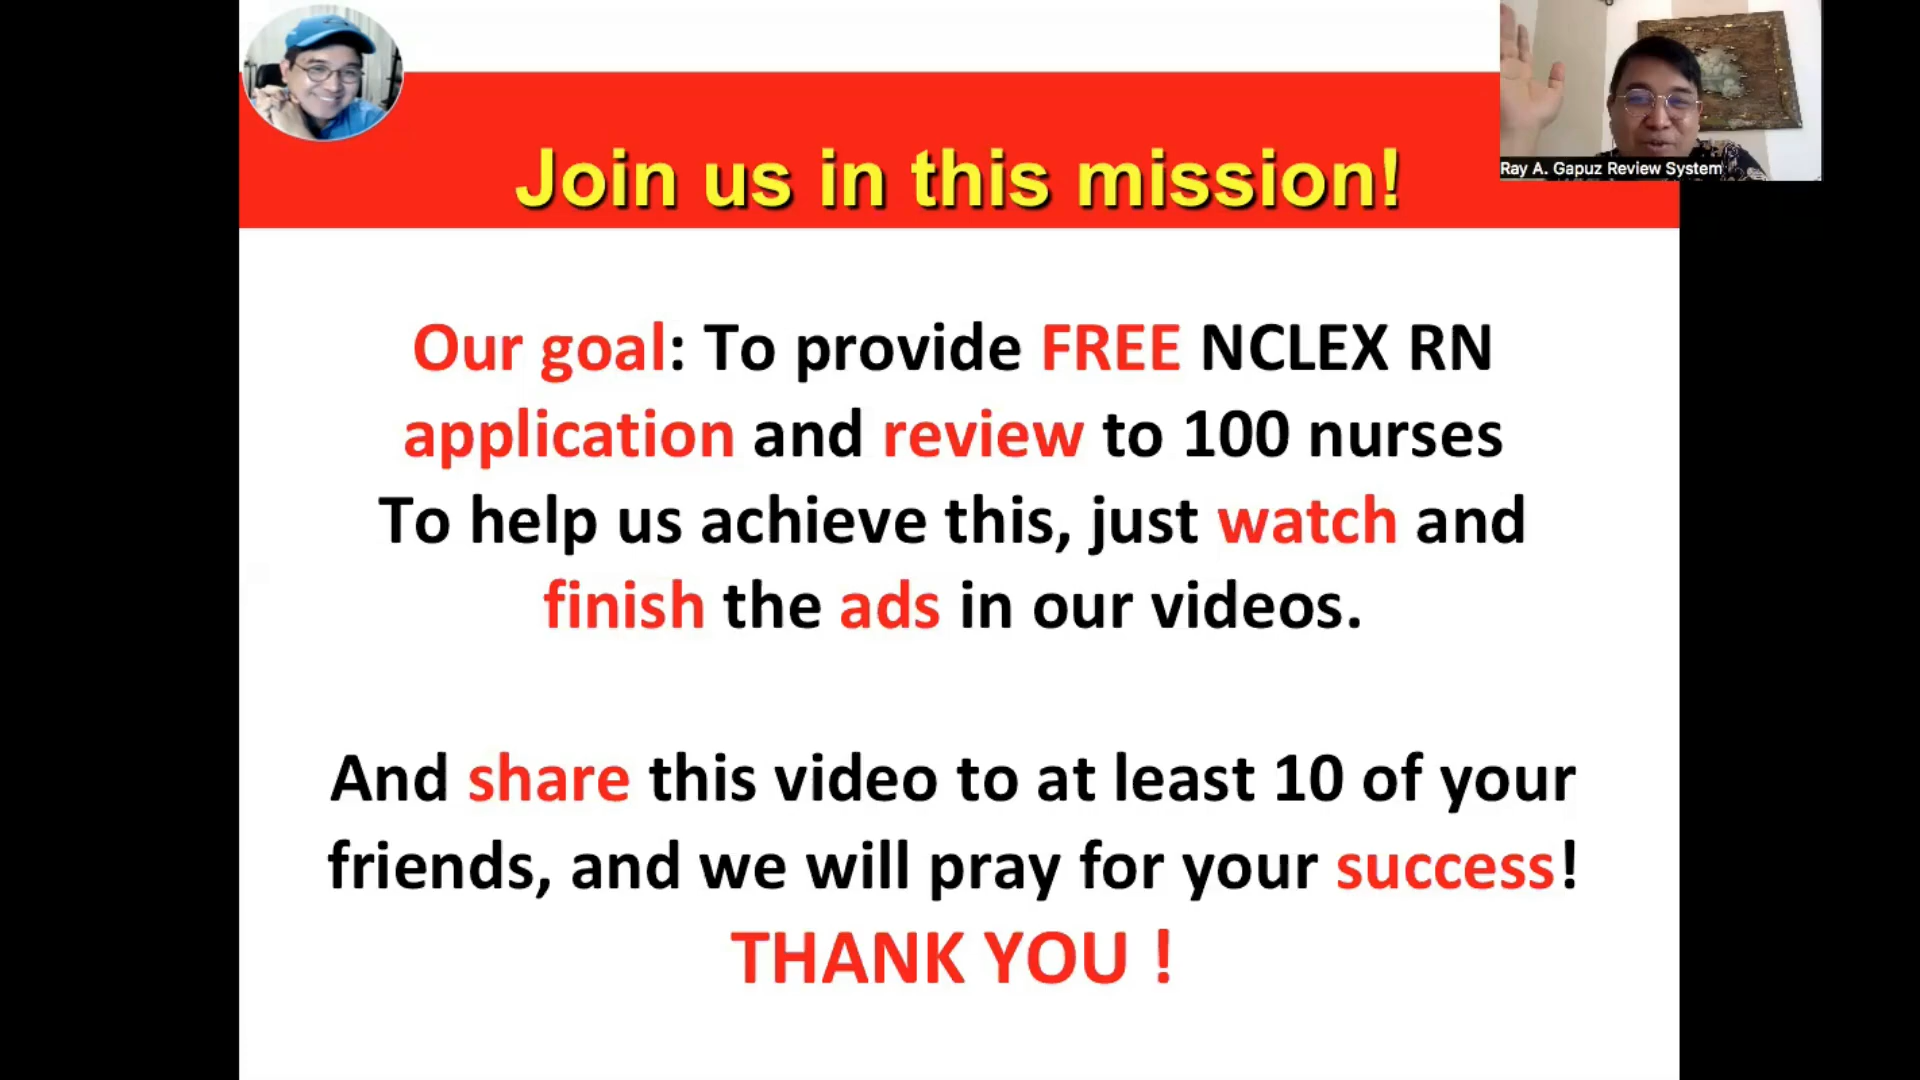 Join us in this mission!
Ray A. Gapuz Review System
Our goal: To provide FREE NCLEX RN
application and review to 100 nurses
To help us achieve this, just watch and
finish the ads in our videos.
And share this video to at least 10 of your
friends, and we will pray for your success!
THANK YOU !